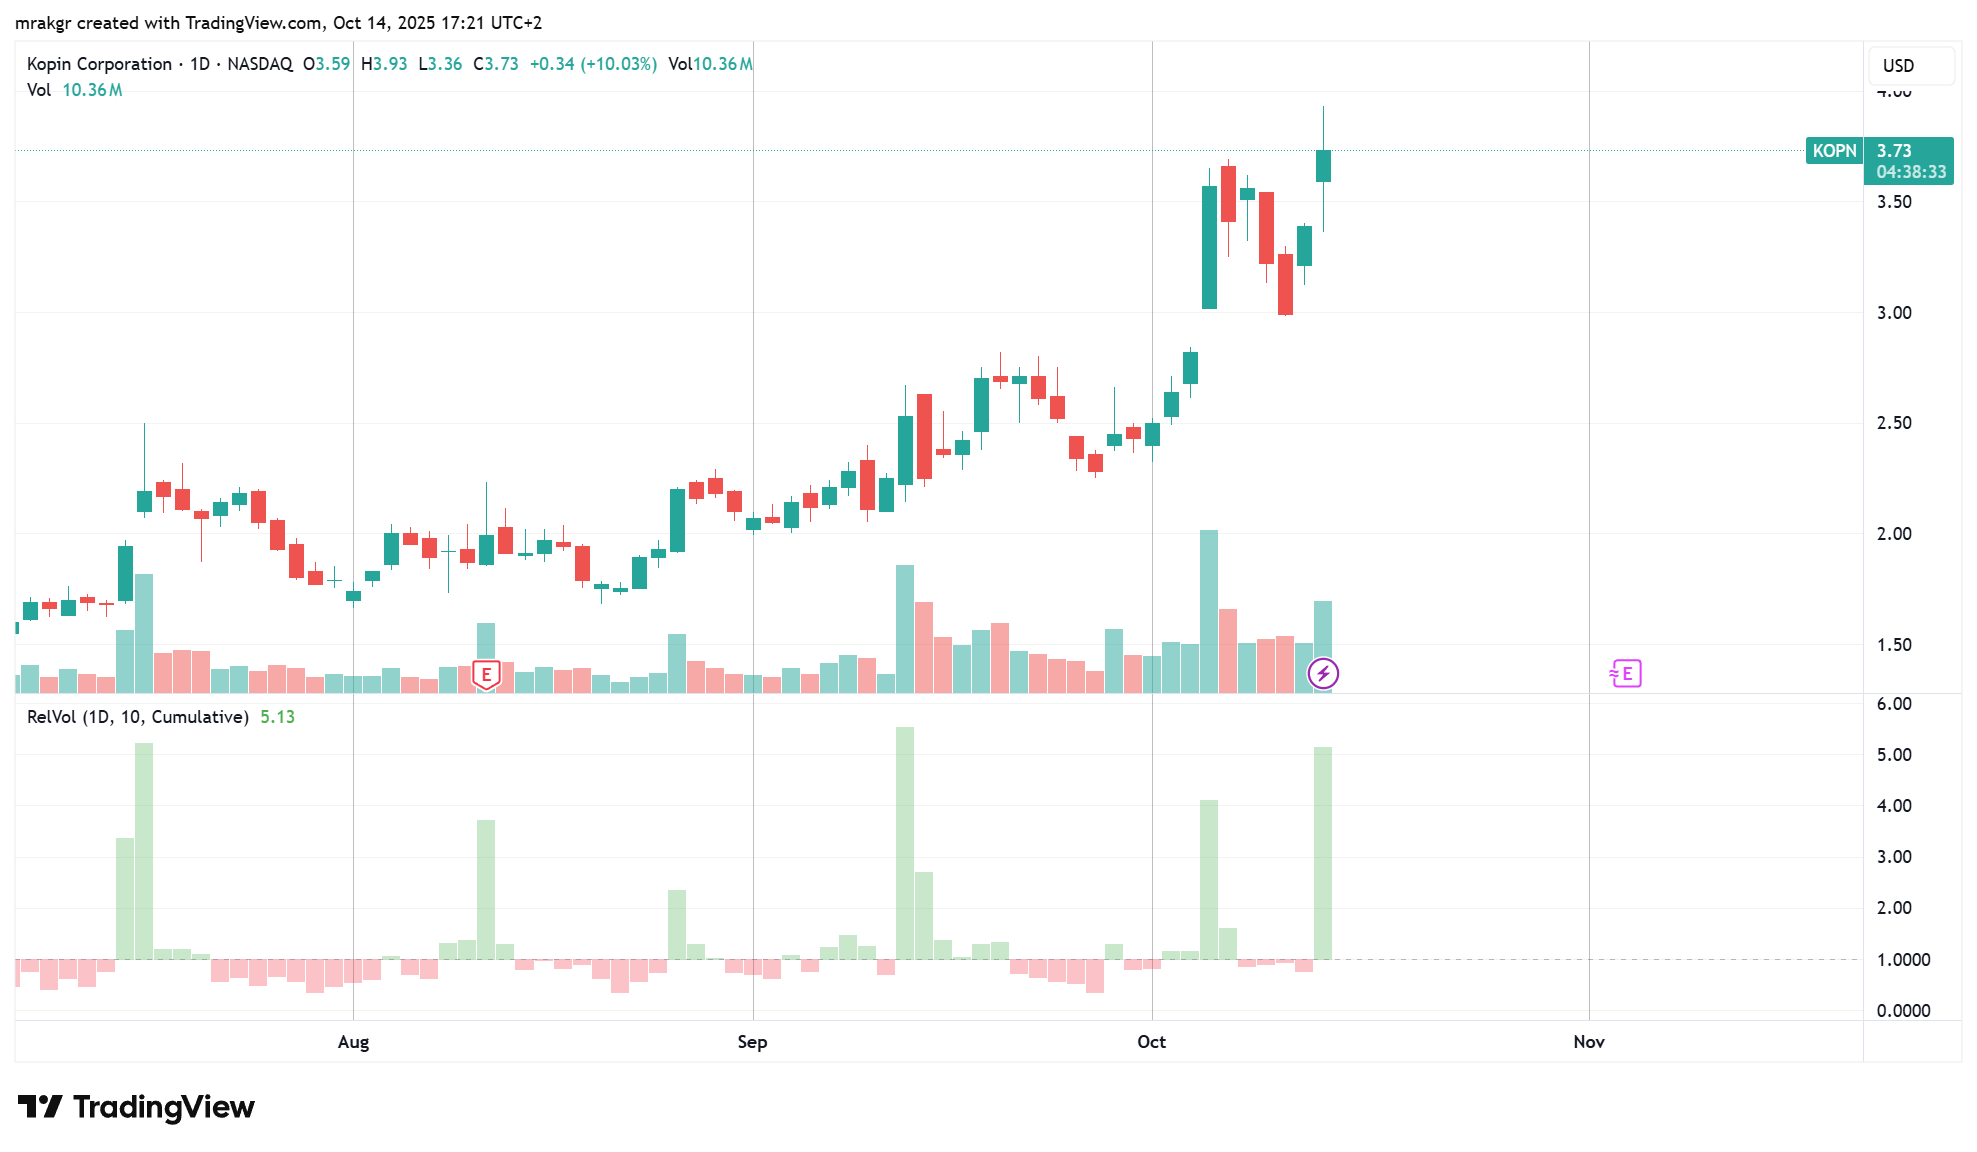 mrakgr created with TradingView.com, Oct 14, 2025 17:21 UTC+2
Kopin Corporation · 1D · NASDAQ O3.59 H3.93 L3.36 C3.73 +0.34 (+10.03%) Vol10.36M
Vol 10.36M
USD
4.00
KOPN 3.73
04:38:33
3.50
3.00
2.50
2.00
1.50
E
≈E
RelVol (1D, 10, Cumulative) 5.13
6.00
5.00
4.00
3.00
2.00
1.0000
0.0000
Aug Sep Oct Nov
TradingView